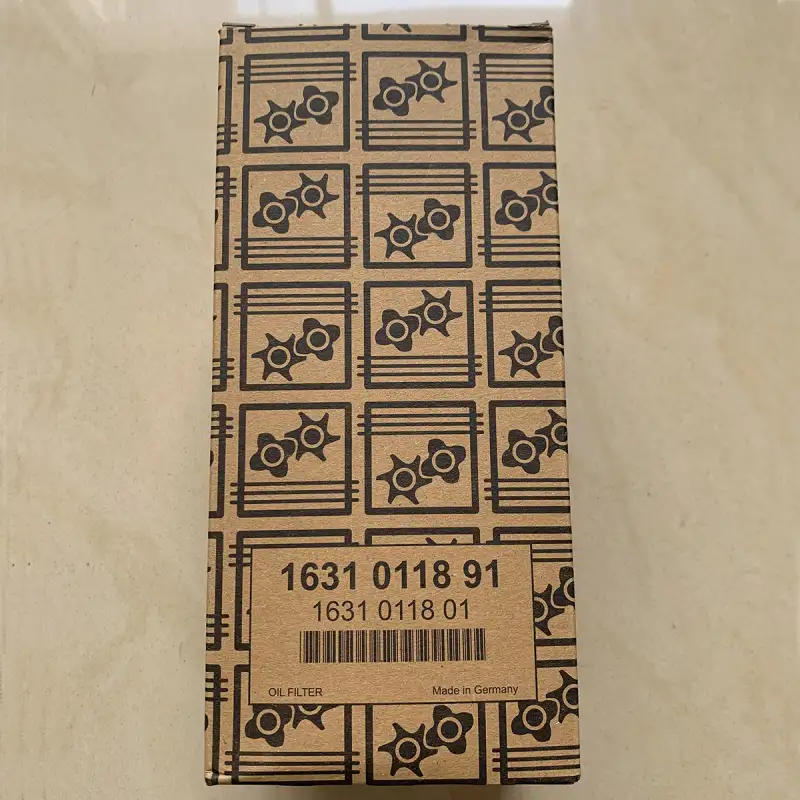 1631 0118 91
1631 0118 01
OIL FILTER
Made in Germany